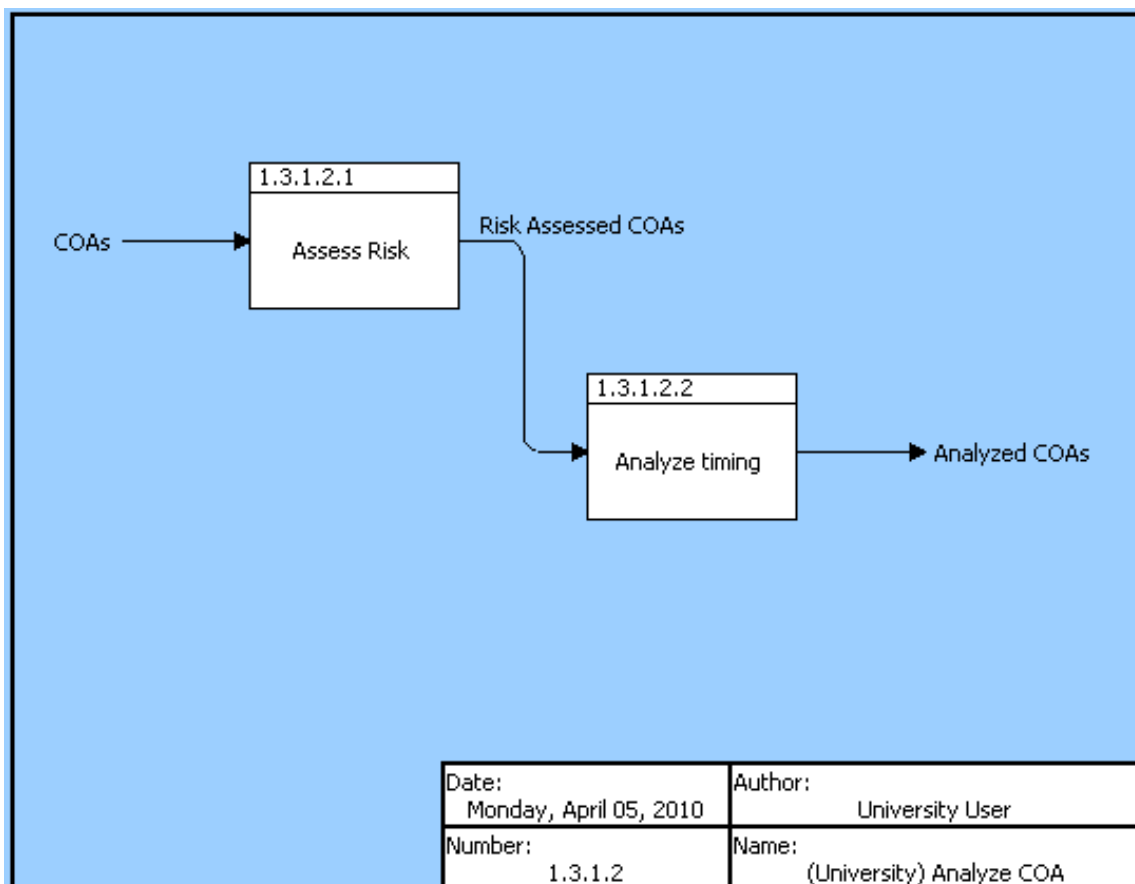 1.3.1.2.1
COAs
Assess Risk
Risk Assessed COAs
1.3.1.2.2
Analyze timing
Analyzed COAs
Date:
Monday, April 05, 2010
Author:
University User
Number:
1.3.1.2
Name:
(University) Analyze COA